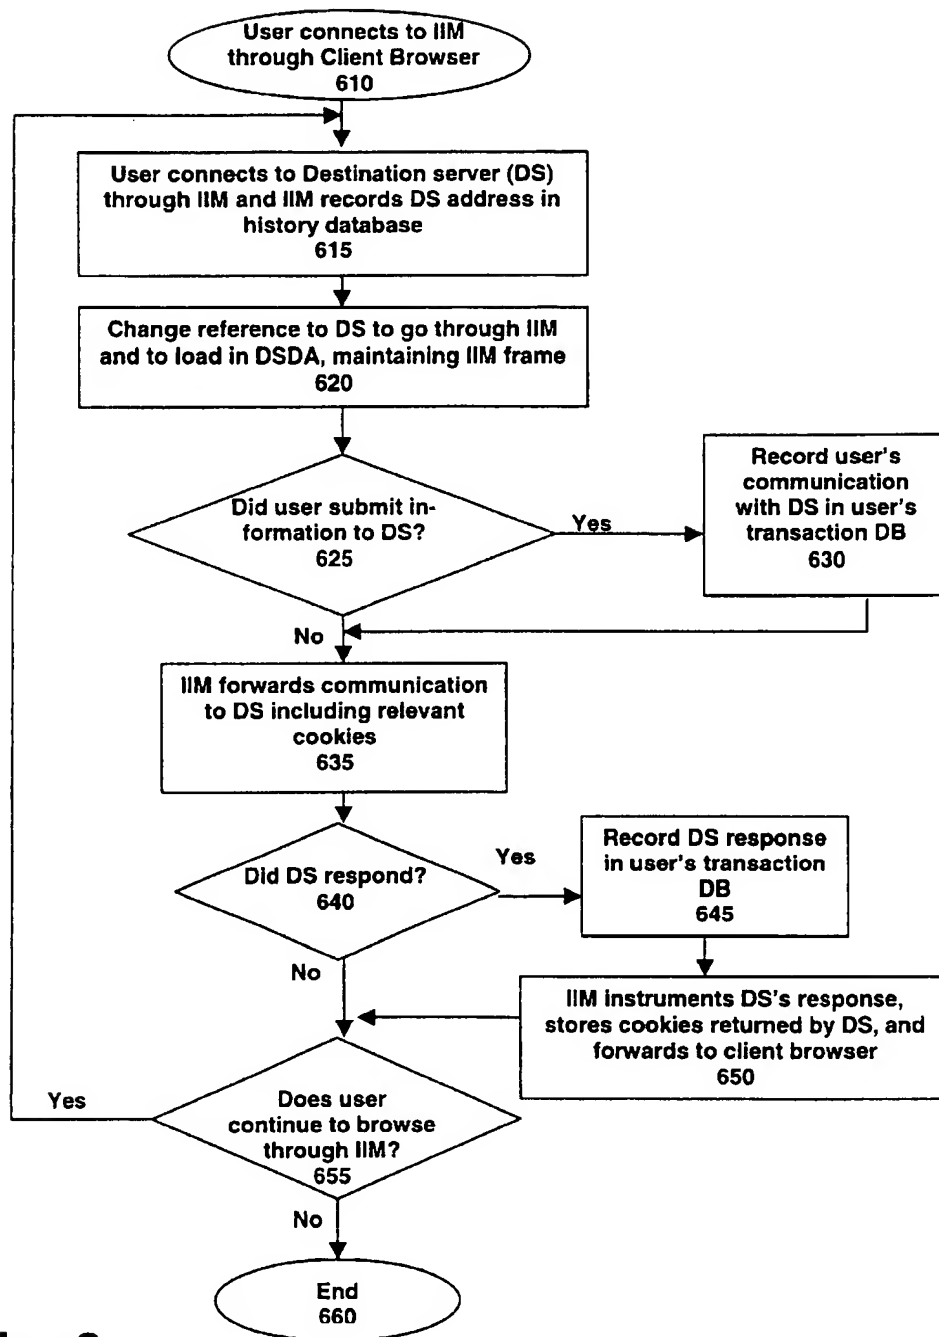 User connects to IIM
through Client Browser
610
User connects to Destination server (DS)
through IIM and IIM records DS address in
history database
615
Change reference to DS to go through IIM
and to load in DSDA, maintaining IIM frame
620
Did user submit in-
formation to DS?
625
Yes
Record user's
communication
with DS in user's
transaction DB
630
No
IIM forwards communication
to DS including relevant
cookies
635
Did DS respond?
640
Yes
Record DS response
in user's transaction
DB
645
No
IIM instruments DS's response,
stores cookies returned by DS, and
forwards to client browser
650
Yes
Does user
continue to browse
through IIM?
655
No
End
660